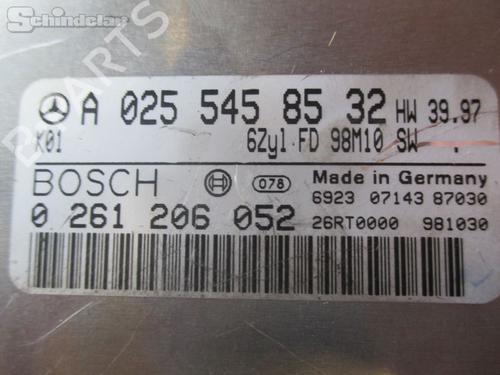 Schindelar
PARTS
A 025 545 85 32 HW 39.97
K01 6Zyl FD 98M10 SW .
BOSCH 078 Made in Germany
6923 07143 87030
0 261 206 052 26RT0000 981030